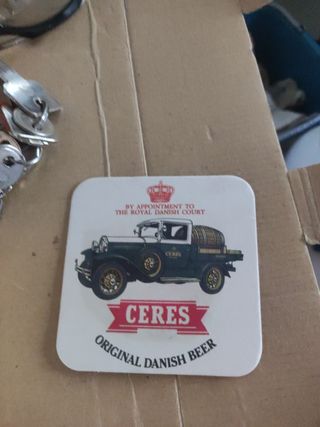 BY APPOINTMENT TO
THE ROYAL DANISH COURT
CERES
CERES
ORIGINAL DANISH BEER